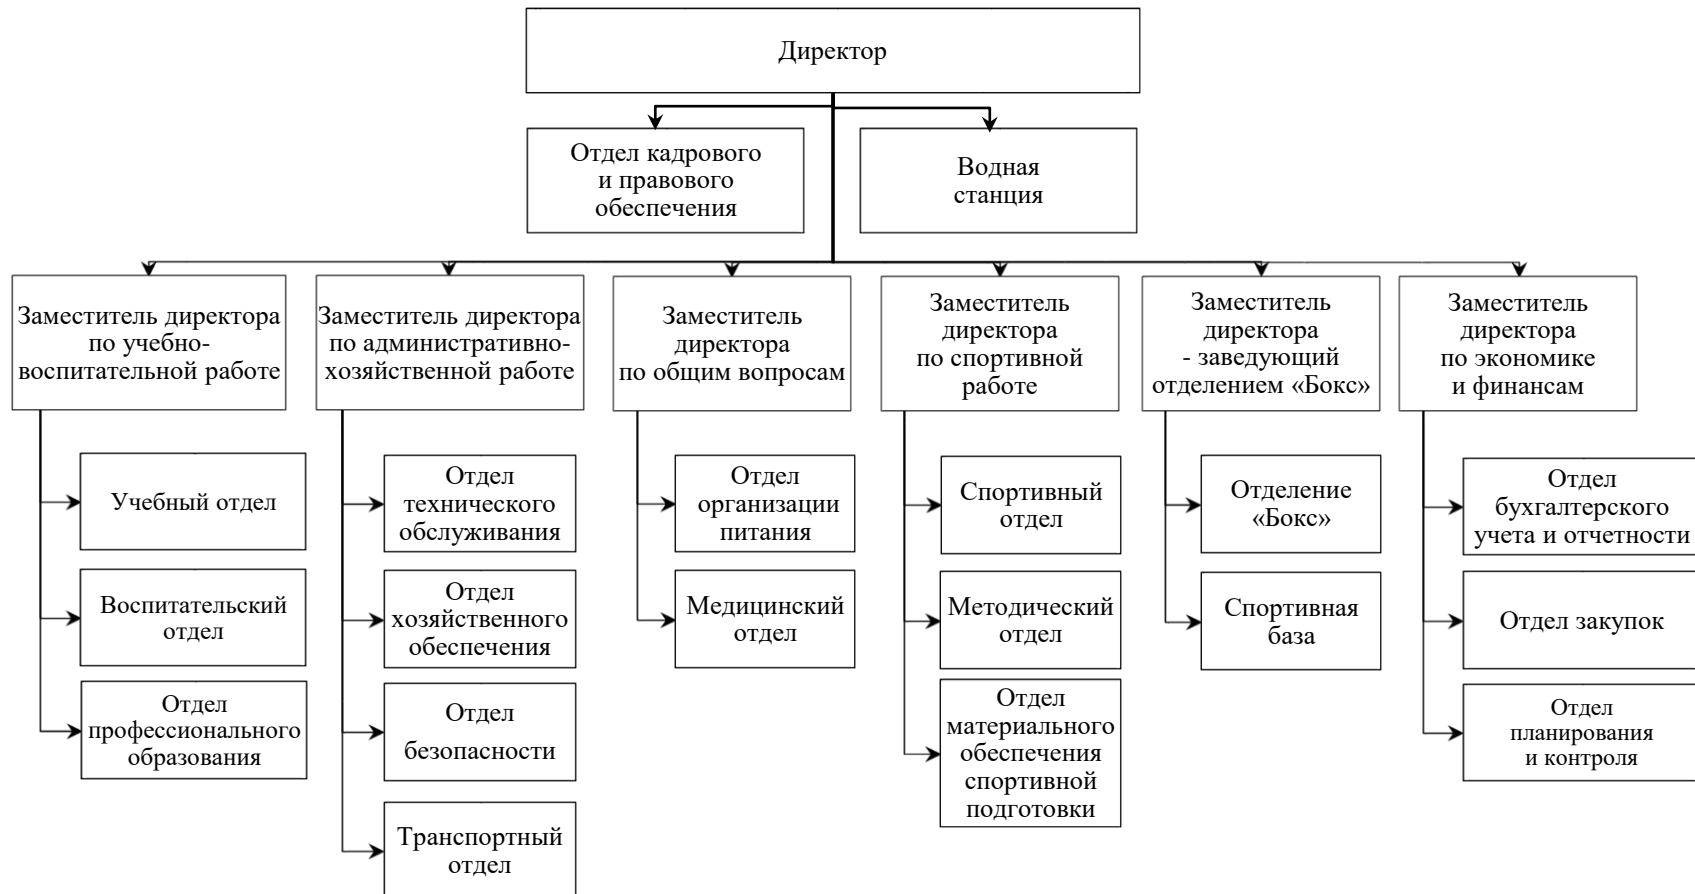 Директор
Отдел кадрового
и правового
обеспечения
Водная
станция
Заместитель директора
по учебно-
воспитательной работе
Заместитель директора
по административно-
хозяйственной работе
Заместитель
директора
по общим вопросам
Заместитель
директора
по спортивной
работе
Заместитель
директора
- заведующий
отделением «Бокс»
Заместитель
директора
по экономике
и финансам
Учебный отдел
Воспитательский
отдел
Отдел
профессионального
образования
Отдел
технического
обслуживания
Отдел
хозяйственного
обеспечения
Отдел
безопасности
Транспортный
отдел
Отдел
организации
питания
Медицинский
отдел
Спортивный
отдел
Методический
отдел
Отдел
материального
обеспечения
спортивной
подготовки
Отделение
«Бокс»
Спортивная
база
Отдел
бухгалтерского
учета и отчетности
Отдел закупок
Отдел
планирования
и контроля